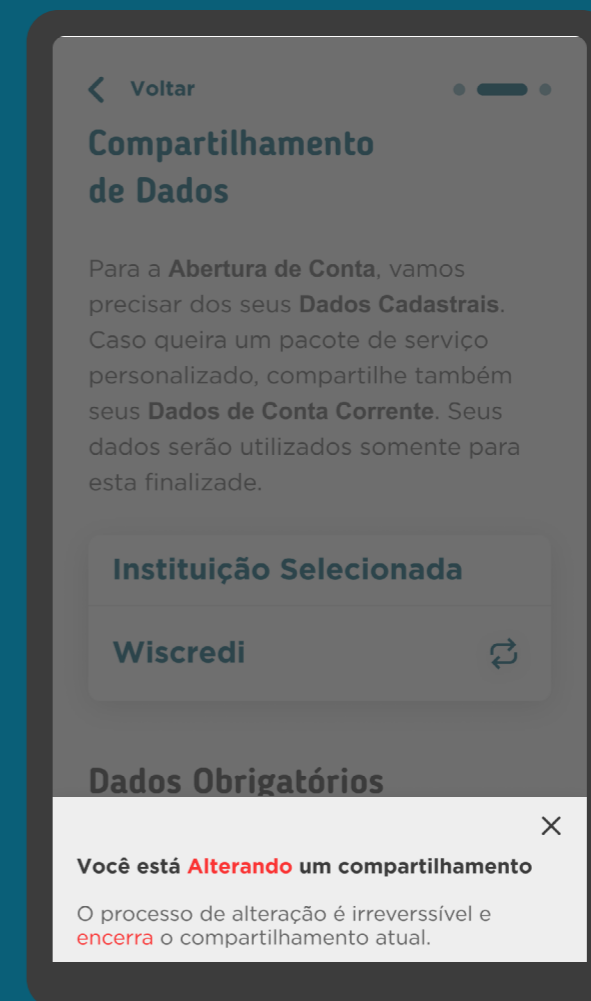 Voltar
Compartilhamento
de Dados
Para a Abertura de Conta, vamos
precisar dos seus Dados Cadastrais.
Caso queira um pacote de serviço
personalizado, compartilhe também
seus Dados de Conta Corrente. Seus
dados serão utilizados somente para
esta finalizade.
Instituição Selecionada
Wiscredi
Dados Obrigatórios
Você está Alterando um compartilhamento
O processo de alteração é irreverssível e
encerra o compartilhamento atual.